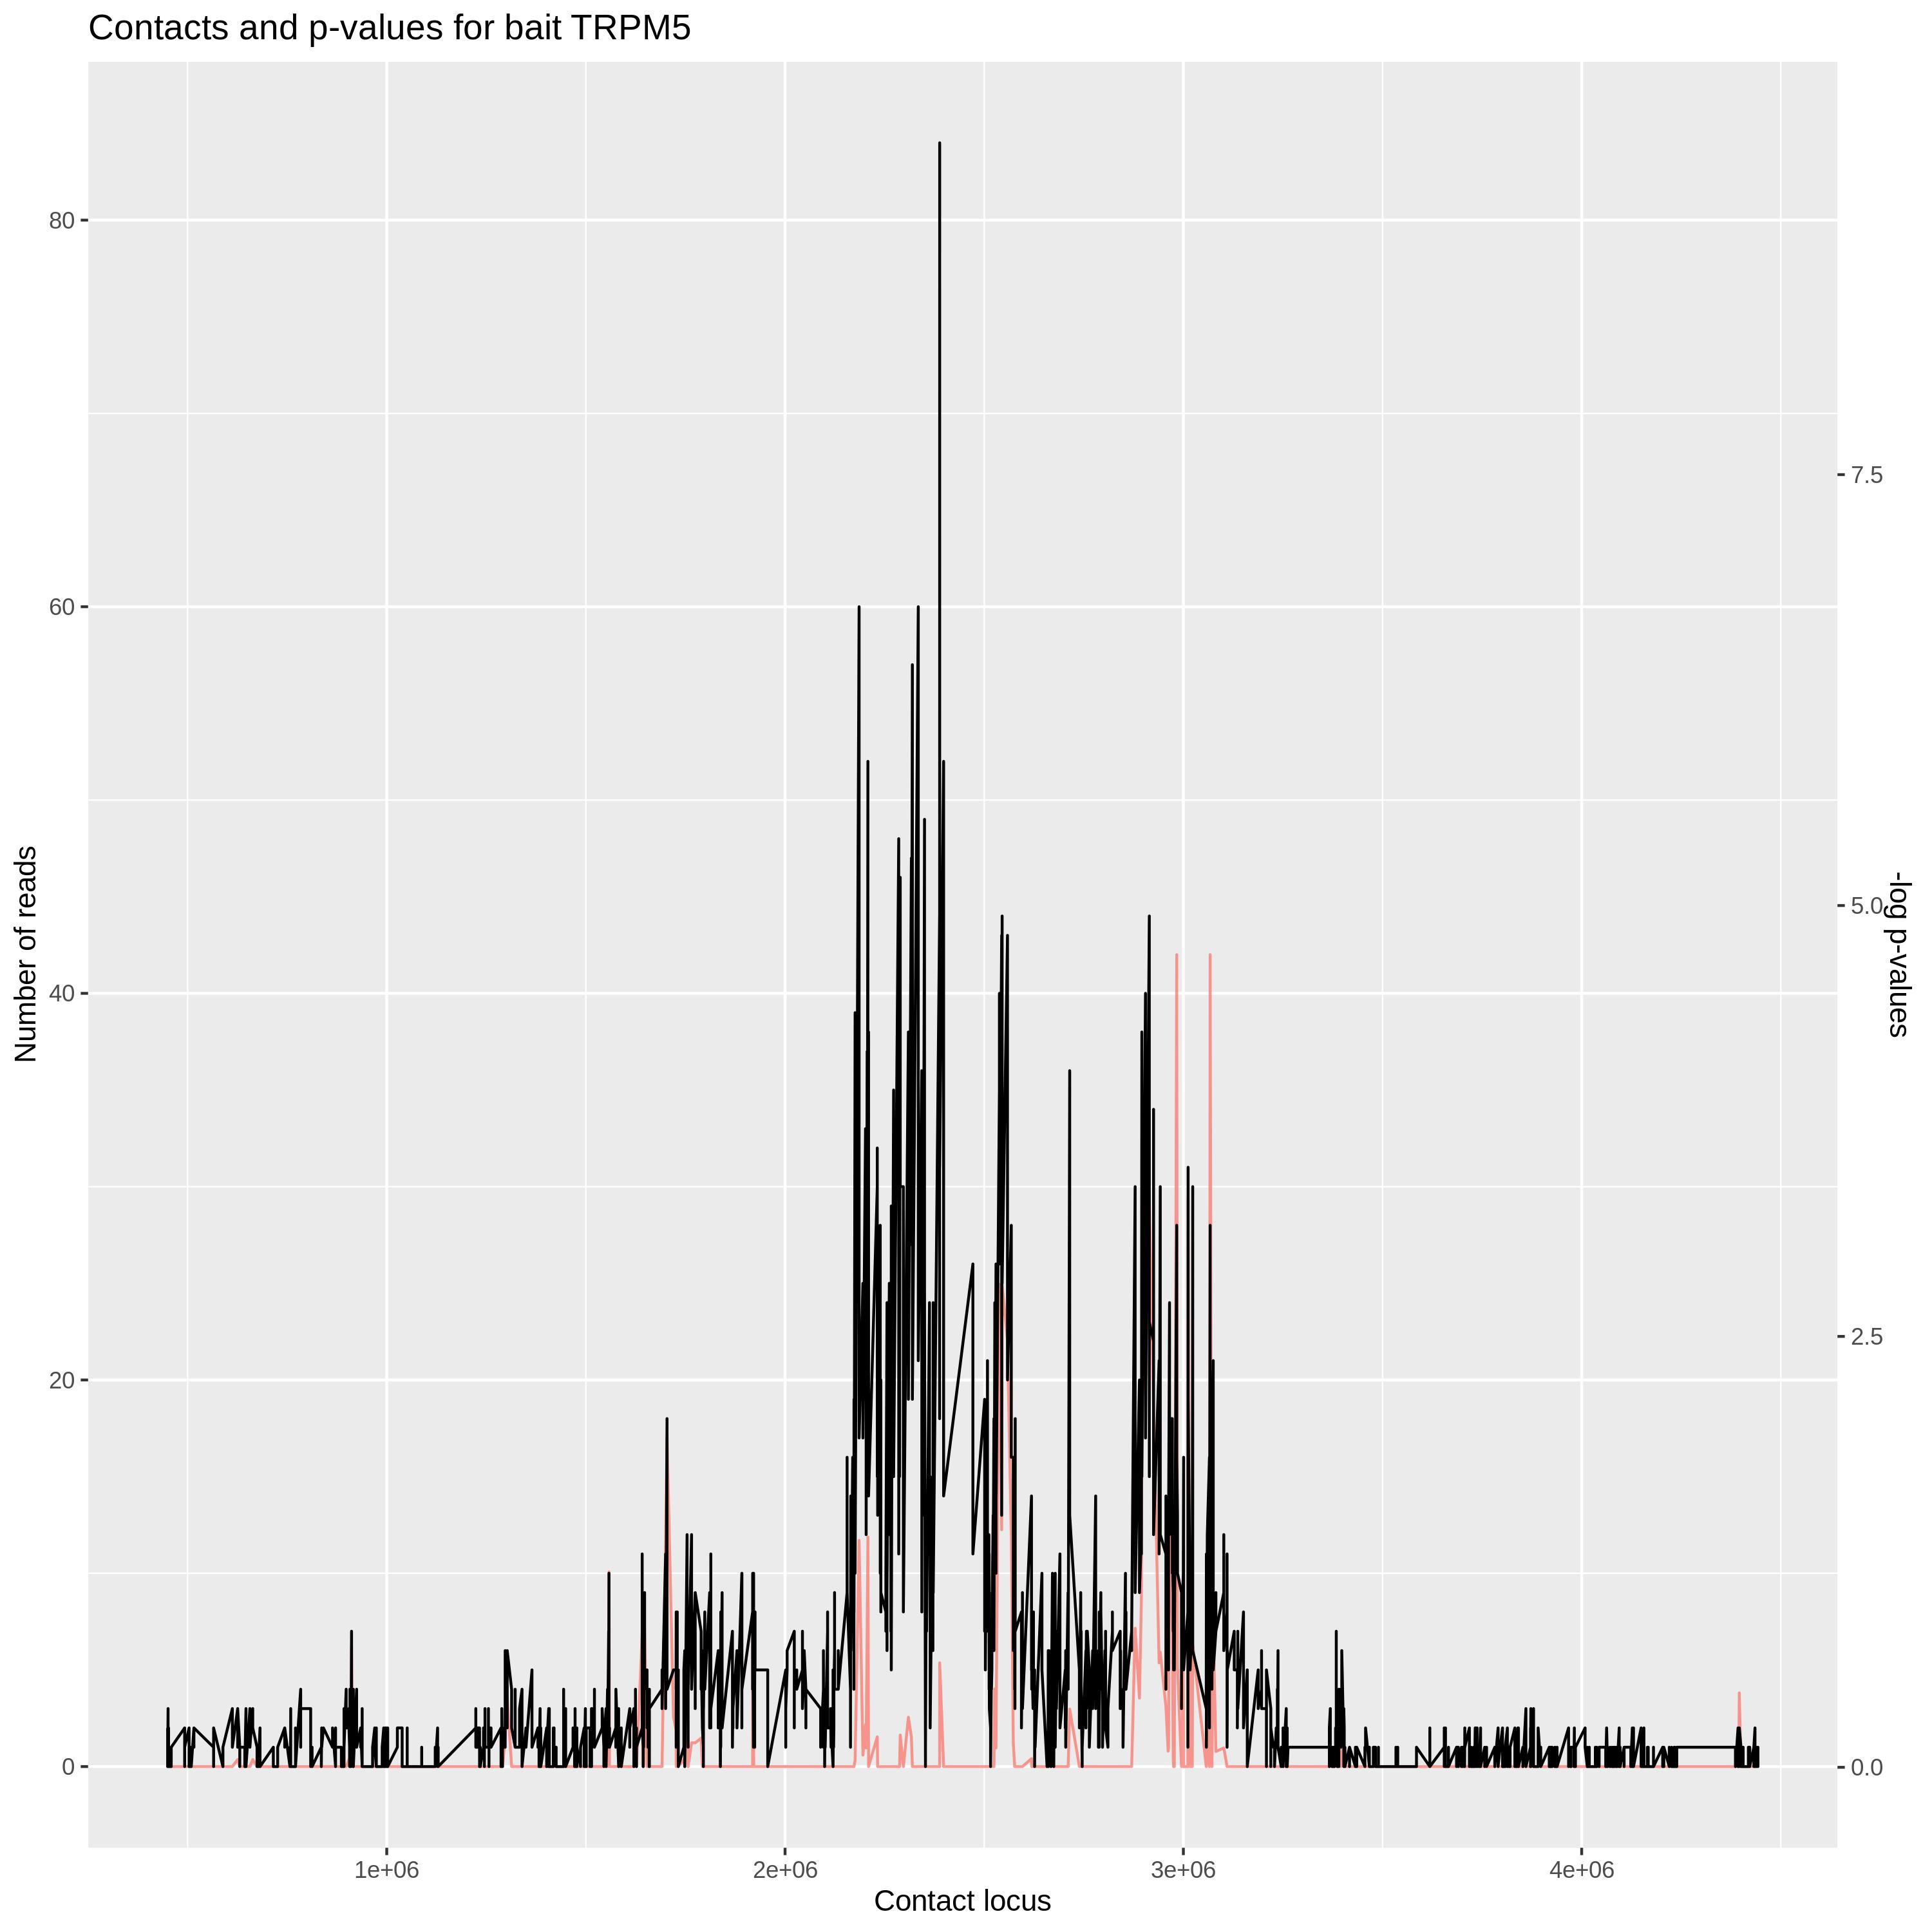 Contacts and p-values for bait TRPM5
80
60
40
20
0
Number of reads
7.5
5.0
2.5
0.0
-log p-values
1e+06
2e+06
3e+06
4e+06
Contact locus